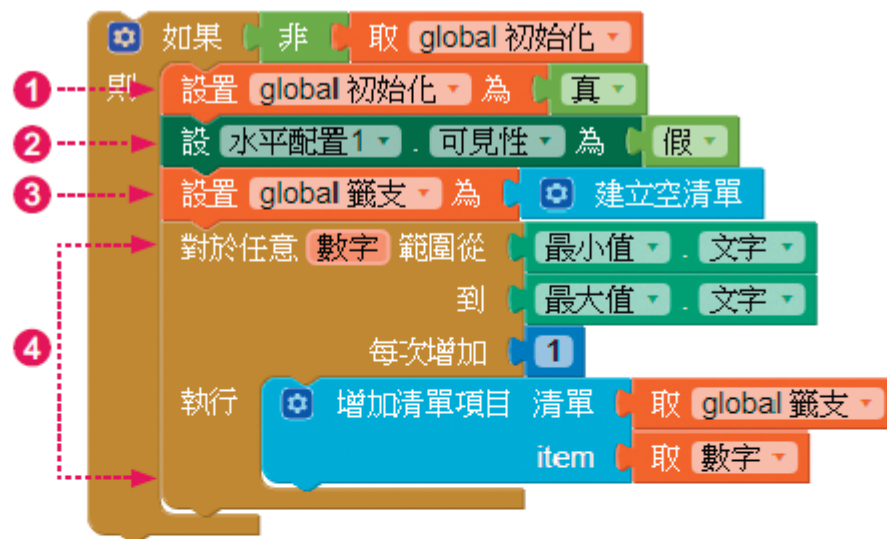 如果 非 取 global 初始化
則
1 設置 global 初始化 為 真
2 設 水平配置1 . 可見性 為 假
3 設置 global 籤支 為 建立空清單
4
對於任意 數字 範圍從 最小值 . 文字
到 最大值 . 文字
每次增加 1
執行 增加清單項目 清單 取 global 籤支
item 取 數字